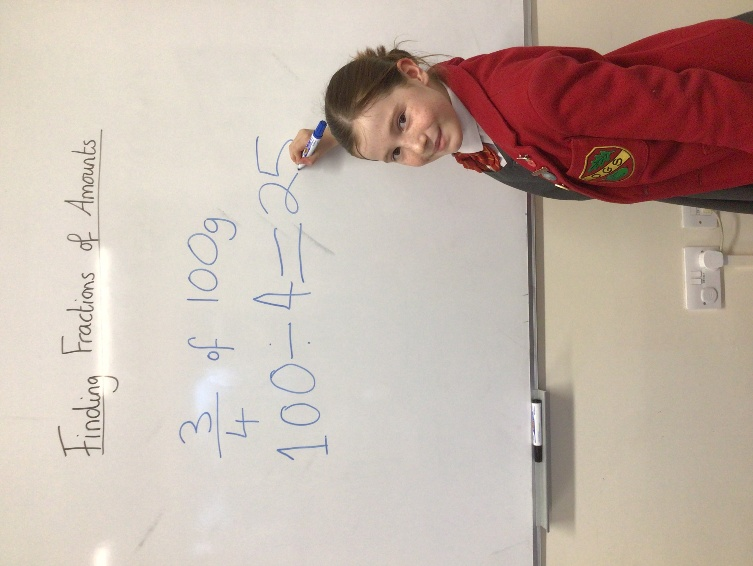 Finding Fractions of Amounts
3/4 of 100g
100÷4=25